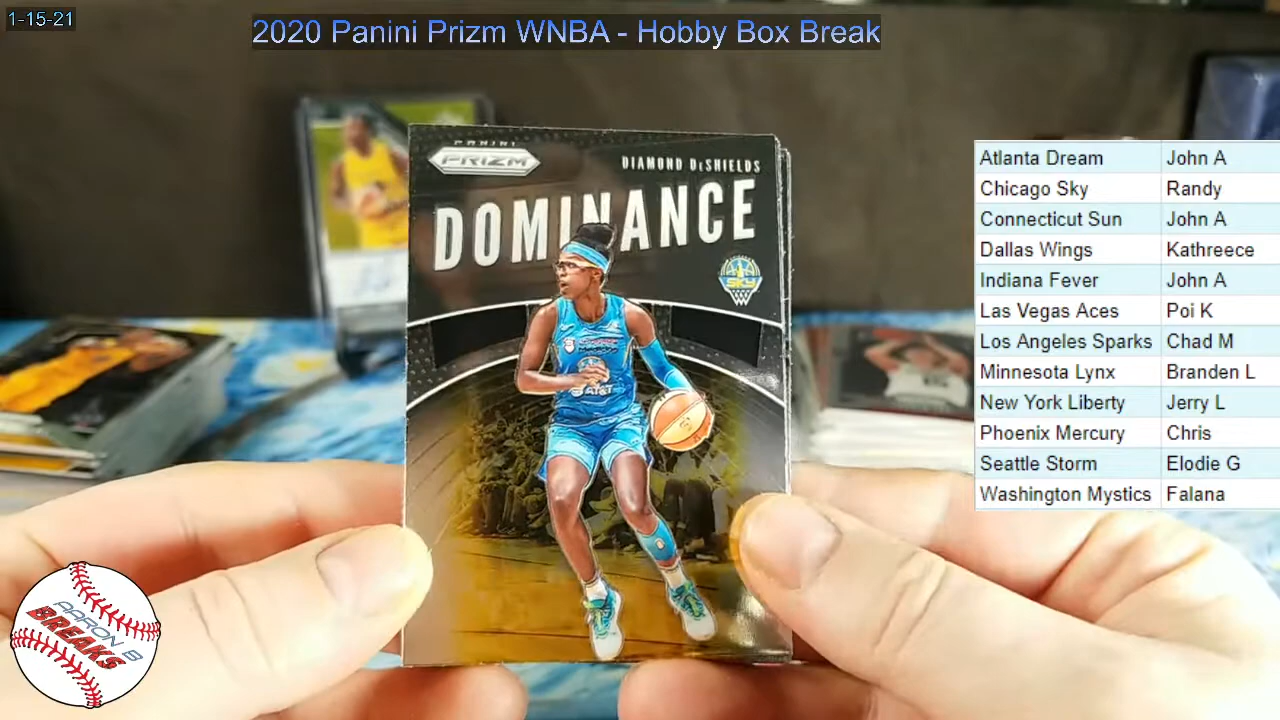 1-15-21
2020 Panini Prizm WNBA - Hobby Box Break
PANINI
PRIZM
DIAMOND DeSHIELDS
DOMINANCE
SKY
AT&T
Atlanta Dream John A
Chicago Sky Randy
Connecticut Sun John A
Dallas Wings Kathreece
Indiana Fever John A
Las Vegas Aces Poi K
Los Angeles Sparks Chad M
Minnesota Lynx Branden L
New York Liberty Jerry L
Phoenix Mercury Chris
Seattle Storm Elodie G
Washington Mystics Falana
AARON B
BREAKS